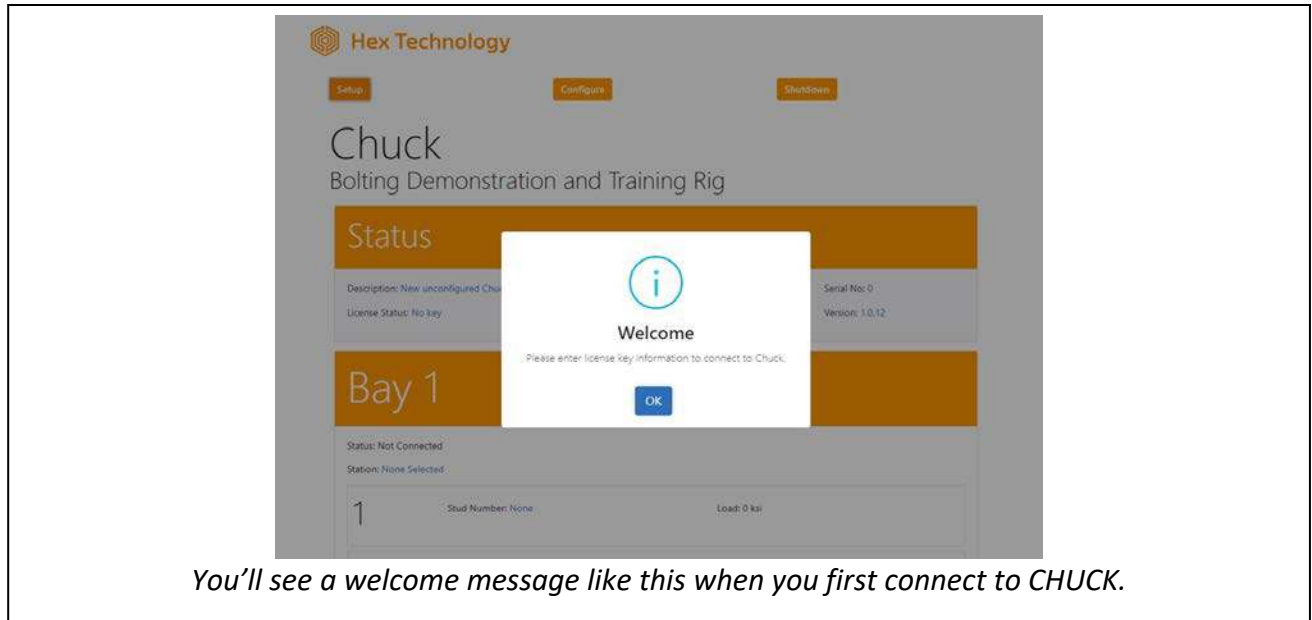 Hex Technology
Setup Configure Shutdown
Chuck
Bolting Demonstration and Training Rig
Status
Description: New unconfigured Chu
Serial No: 0
License Status: No key
Version: 1.0.12
i
Welcome
Please enter license key information to connect to Chuck.
OK
Bay 1
Status: Not Connected
Station: None Selected
1 Stud Number: None Load: 0 ksi
You’ll see a welcome message like this when you first connect to CHUCK.